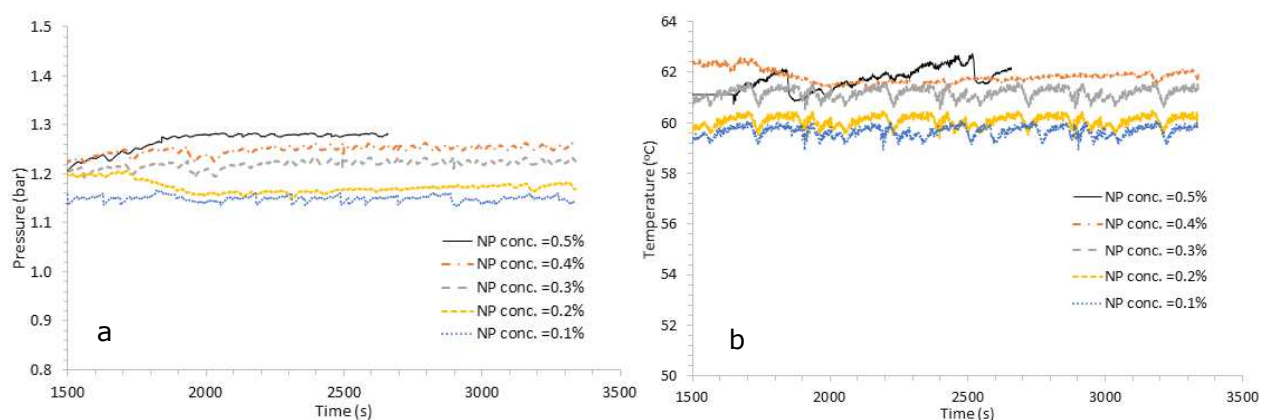 1.5
1.4
1.3
1.2
1.1
1.0
0.9
0.8
Pressure (bar)
1500 2000 2500 3000 3500
Time (s)
NP conc. =0.5%
NP conc. =0.4%
NP conc. =0.3%
NP conc. =0.2%
NP conc. =0.1%
a
64
62
60
58
56
54
52
50
Temperature (°C)
1500 2000 2500 3000 3500
Time (s)
NP conc. =0.5%
NP conc. =0.4%
NP conc. =0.3%
NP conc. =0.2%
NP conc. =0.1%
b